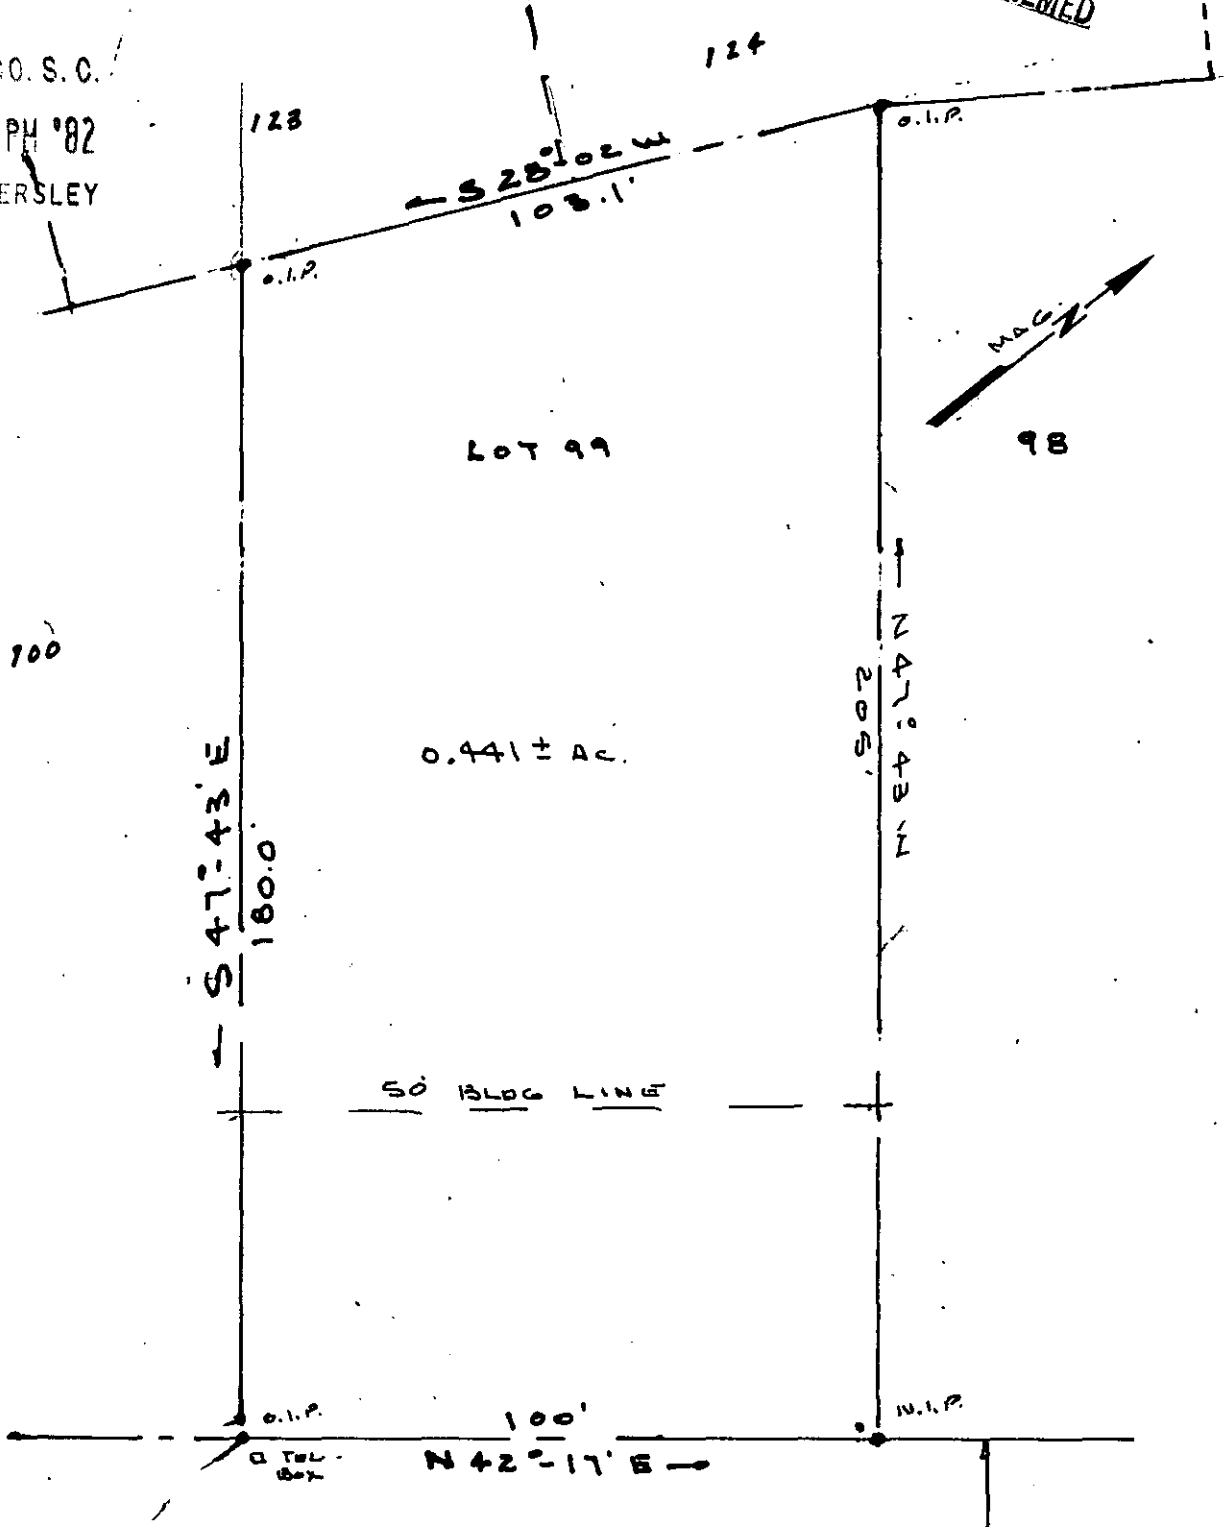 CO. S. C.
PH '82
ERSLEY
123
124
O.I.P.
← S 28°-02 W
103.1'
O.I.P.
MAG. N
LOT 99
98
100
← N 47°-43 W
205'
0.441 ± AC.
← S 47°-43' E
180.0'
50' BLDG LINE
O.I.P.
N.I.P.
100'
N 42°-17' E →
TEL. BOX